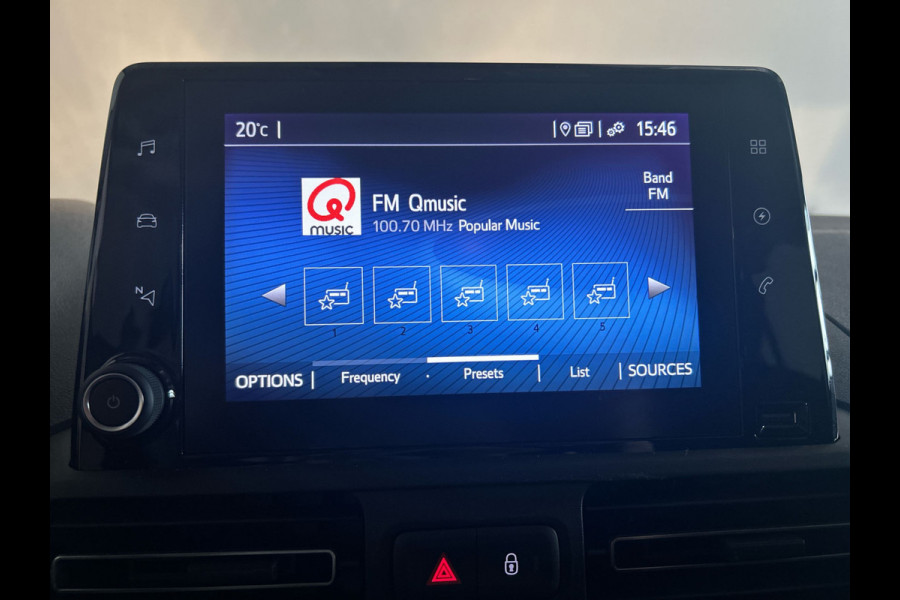 20°C
15:46
Band
FM
MUSIC
FM Qmusic
100.70 MHz Popular Music
N
1 2 3 4 5
OPTIONS Frequency Presets List SOURCES